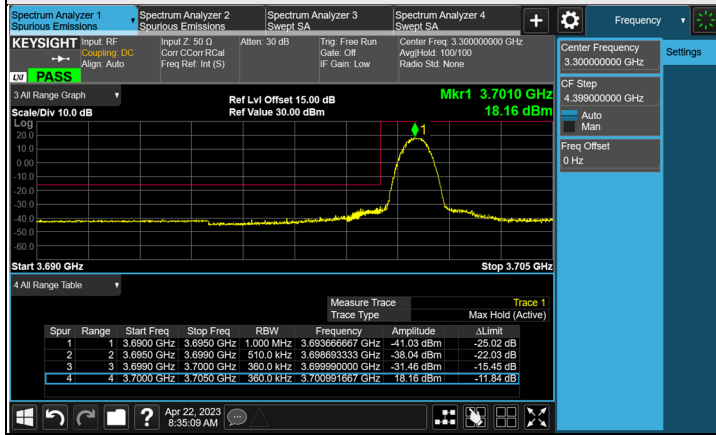 Spectrum Analyzer 1
Spurious Emissions
Spectrum Analyzer 2
Spurious Emissions
Spectrum Analyzer 3
Swept SA
Spectrum Analyzer 4
Swept SA
+
Frequency
KEYSIGHT
Input: RF
Coupling: DC
Align: Auto
Input Z: 50 Ω
Corr CCorr RCal
Freq Ref: Int (S)
Atten: 30 dB
Trig: Free Run
Gate: Off
IF Gain: Low
Center Freq: 3.300000000 GHz
Avg|Hold: 100/100
Radio Std: None
LXI PASS
Center Frequency
3.300000000 GHz
Settings
CF Step
4.399000000 GHz
Auto
Man
Freq Offset
0 Hz
3 All Range Graph
Ref Lvl Offset 15.00 dB
Mkr1 3.7010 GHz
Scale/Div 10.0 dB
Ref Value 30.00 dBm
18.16 dBm
Log
20.0
10.0
0.00
-10.0
-20.0
-30.0
-40.0
-50.0
-60.0
1
Start 3.690 GHz
Stop 3.705 GHz
4 All Range Table
Measure Trace Trace 1
Trace Type Max Hold (Active)
Spur Range Start Freq Stop Freq RBW Frequency Amplitude ΔLimit
1 1 3.6900 GHz 3.6950 GHz 1.000 MHz 3.693666667 GHz -41.03 dBm -25.02 dB
2 2 3.6950 GHz 3.6990 GHz 510.0 kHz 3.698693333 GHz -38.04 dBm -22.03 dB
3 3 3.6990 GHz 3.7000 GHz 360.0 kHz 3.699990000 GHz -31.46 dBm -15.45 dB
4 4 3.7000 GHz 3.7050 GHz 360.0 kHz 3.700991667 GHz 18.16 dBm -11.84 dB
?
Apr 22, 2023
8:35:09 AM